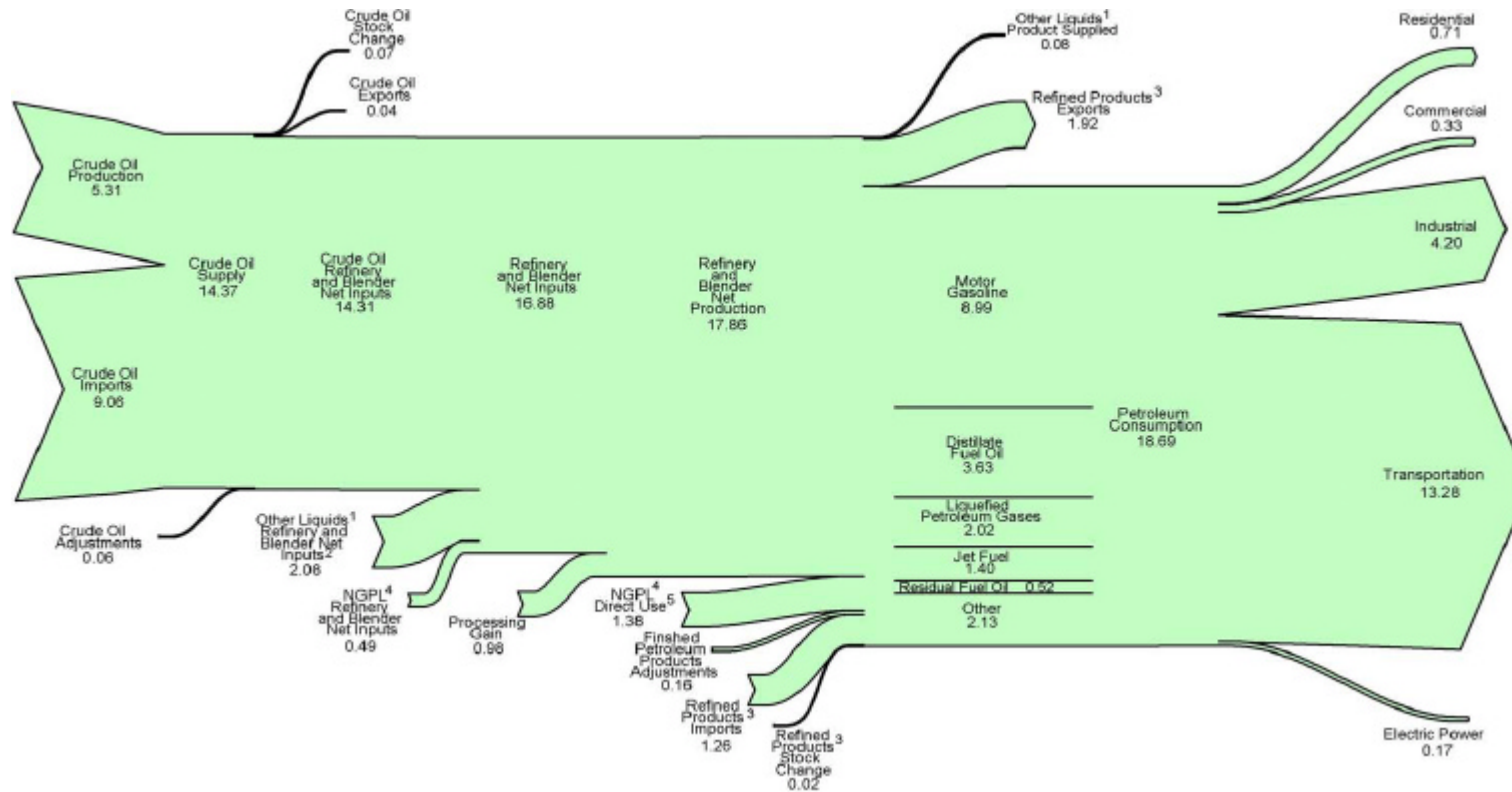 Crude Oil
Stock
Change
0.07
Crude Oil
Exports
0.04
Other Liquids1
Product Supplied
0.08
Refined Products3
Exports
1.92
Residential
0.71
Commercial
0.33
Crude Oil
Production
5.31
Industrial
4.20
Crude Oil
Supply
14.37
Crude Oil
Refinery
and Blender
Net Inputs
14.31
Refinery
and Blender
Net Inputs
16.88
Refinery
and
Blender
Net
Production
17.86
Motor
Gasoline
8.99
Crude Oil
Imports
9.06
Distillate
Fuel Oil
3.63
Petroleum
Consumption
18.69
Transportation
13.28
Liquefied
Petroleum Gases
2.02
Jet Fuel
1.40
Residual Fuel Oil 0.52
Other
2.13
Crude Oil
Adjustments
0.06
Other Liquids1
Refinery and
Blender Net
Inputs2
2.08
NGPL4
Refinery
and Blender
Net Inputs
0.49
Processing
Gain
0.98
NGPL4
Direct Use5
1.38
Finshed
Petroleum
Products
Adjustments
0.16
Refined
Products3
Imports
1.26
Refined
Products3
Stock
Change
0.02
Electric Power
0.17